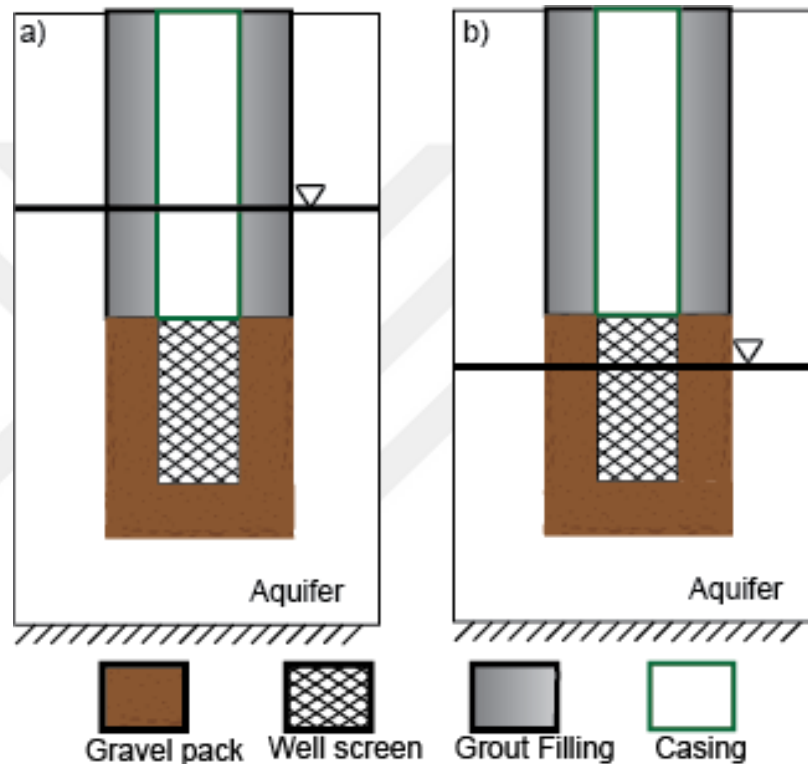 a)
b)
Aquifer
Aquifer
Gravel pack
Well screen
Grout Filling
Casing